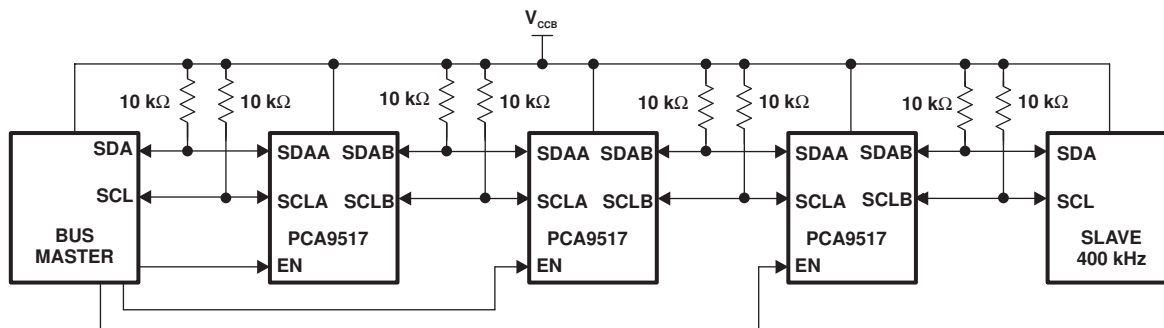 VCCB
10 kΩ 10 kΩ 10 kΩ 10 kΩ 10 kΩ 10 kΩ 10 kΩ 10 kΩ
SDA SDAA SDAB SDAA SDAB SDAA SDAB SDA
SCL SCLA SCLB SCLA SCLB SCLA SCLB SCL
BUS
MASTER
PCA9517
EN
PCA9517
EN
PCA9517
EN
SLAVE
400 kHz